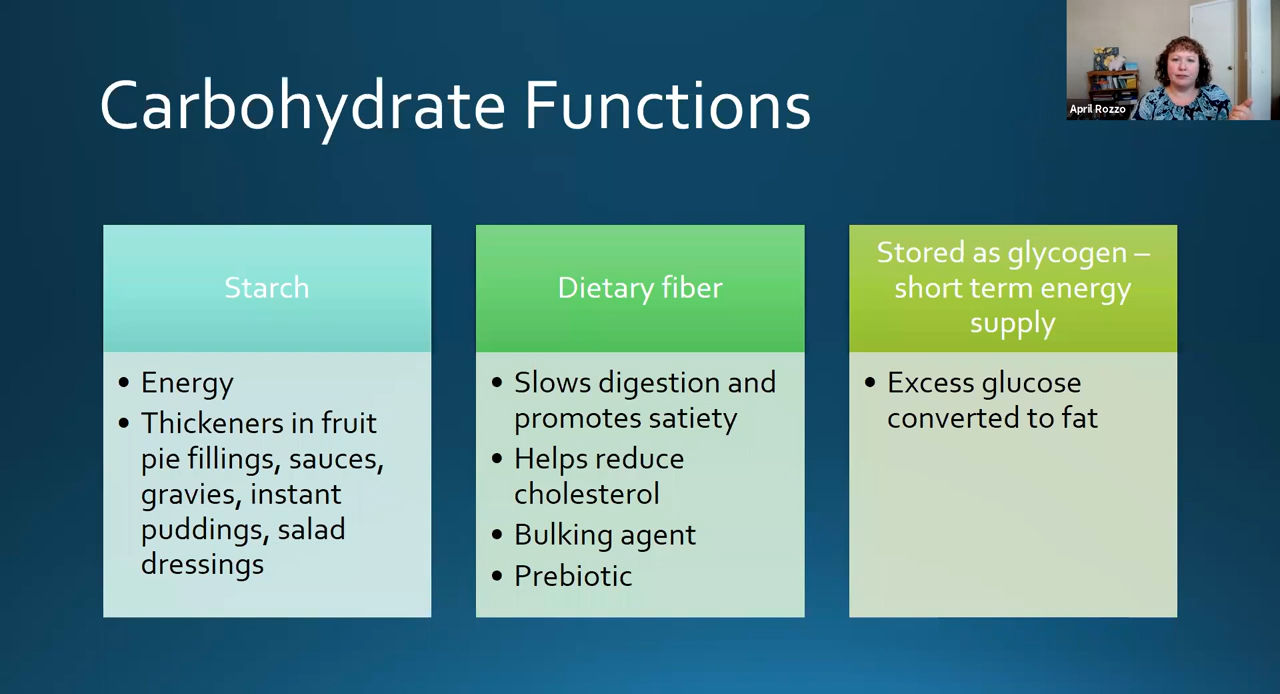 Carbohydrate Functions
April Rozzo
Starch
• Energy
• Thickeners in fruit
pie fillings, sauces,
gravies, instant
puddings, salad
dressings
Dietary fiber
• Slows digestion and
promotes satiety
• Helps reduce
cholesterol
• Bulking agent
• Prebiotic
Stored as glycogen –
short term energy
supply
• Excess glucose
converted to fat